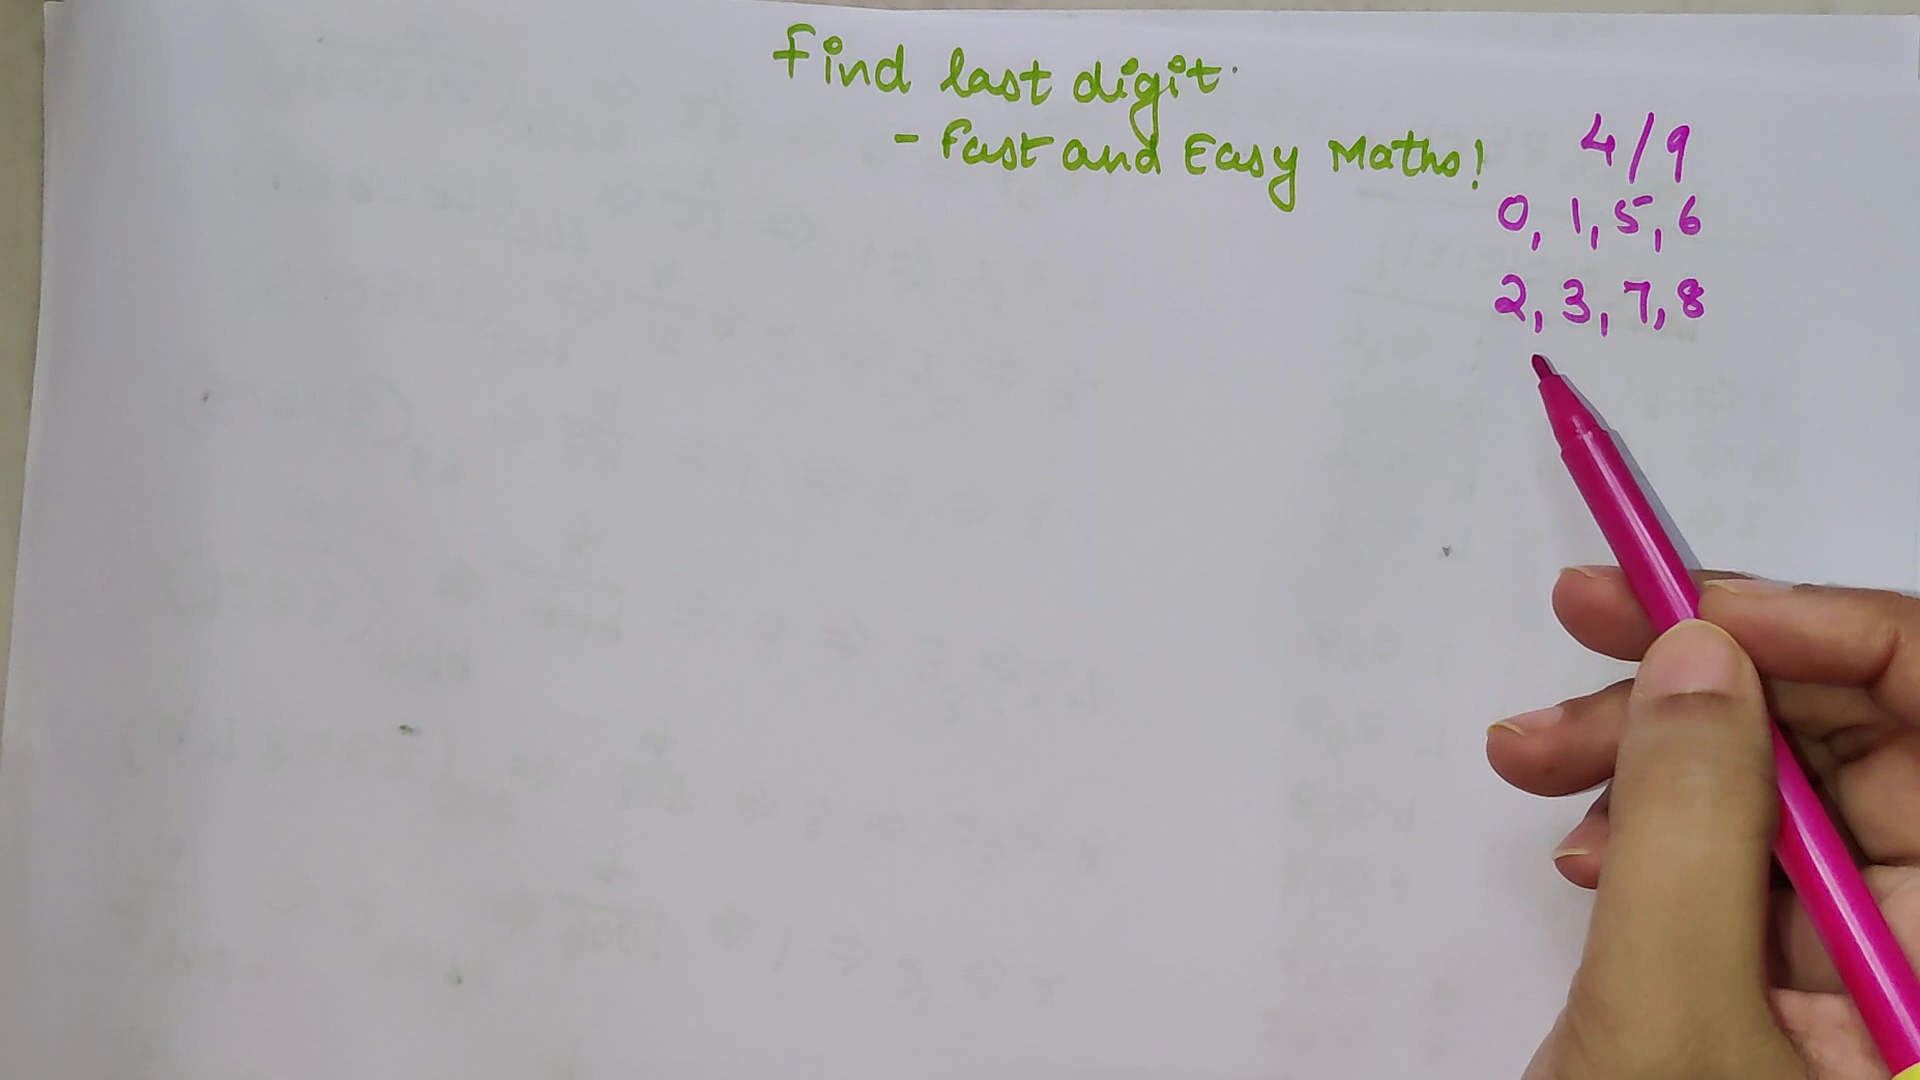 Find last digit.
- Fast and Easy Maths!
4/9
0, 1, 5, 6
2, 3, 7, 8